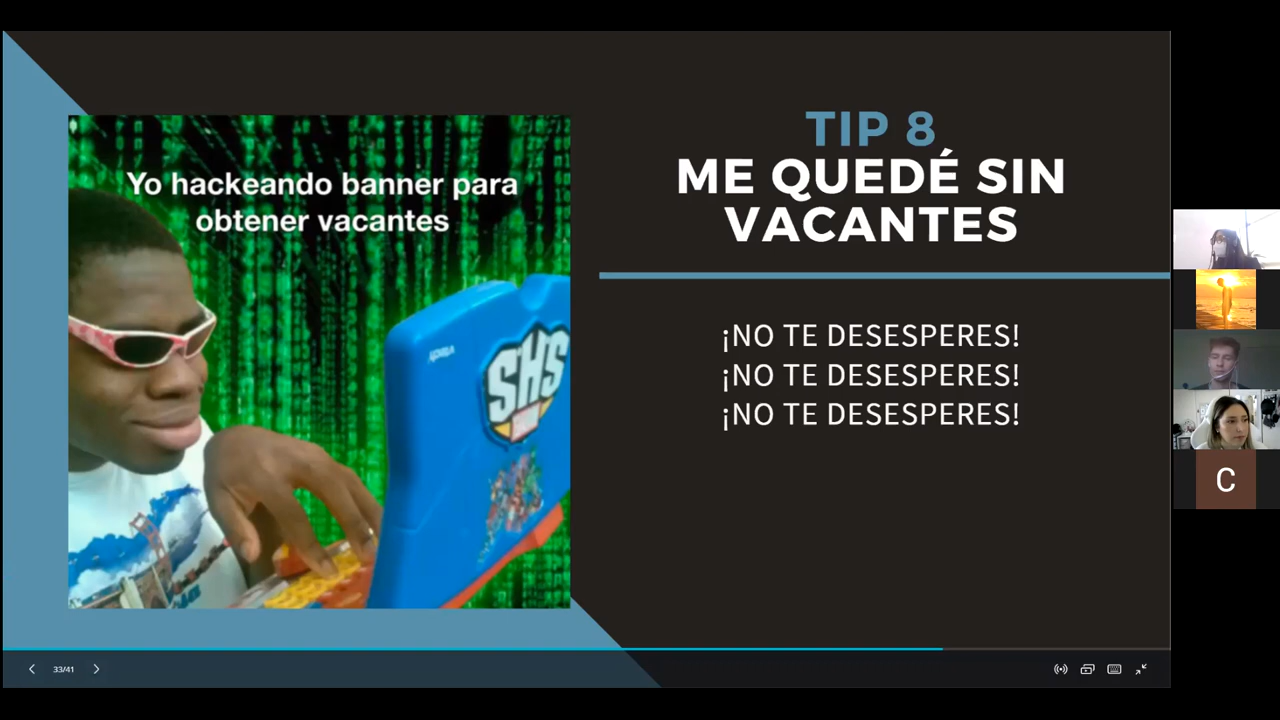 Yo hackeando banner para
obtener vacantes
vtech
SHS
TIP 8
ME QUEDÉ SIN
VACANTES
¡NO TE DESESPERES!
¡NO TE DESESPERES!
¡NO TE DESESPERES!
C
33/41